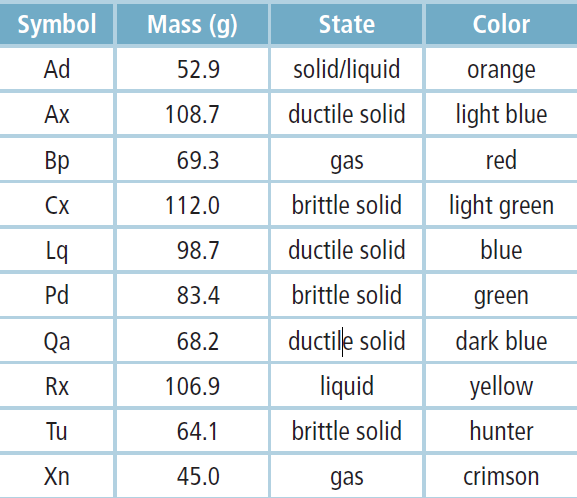 Symbol Mass (g) State Color
Ad 52.9 solid/liquid orange
Ax 108.7 ductile solid light blue
Bp 69.3 gas red
Cx 112.0 brittle solid light green
Lq 98.7 ductile solid blue
Pd 83.4 brittle solid green
Qa 68.2 ductile solid dark blue
Rx 106.9 liquid yellow
Tu 64.1 brittle solid hunter
Xn 45.0 gas crimson